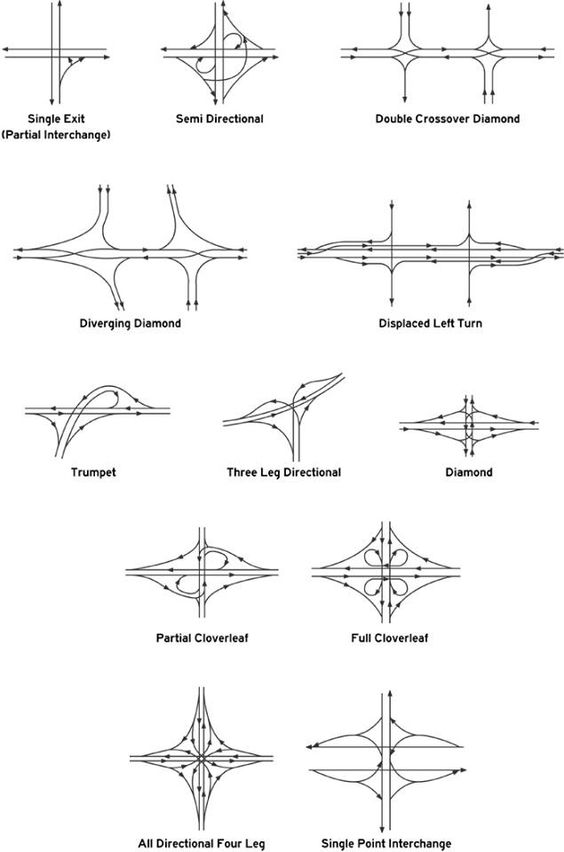 Single Exit
(Partial Interchange)
Semi Directional
Double Crossover Diamond
Diverging Diamond
Displaced Left Turn
Trumpet
Three Leg Directional
Diamond
Partial Cloverleaf
Full Cloverleaf
All Directional Four Leg
Single Point Interchange